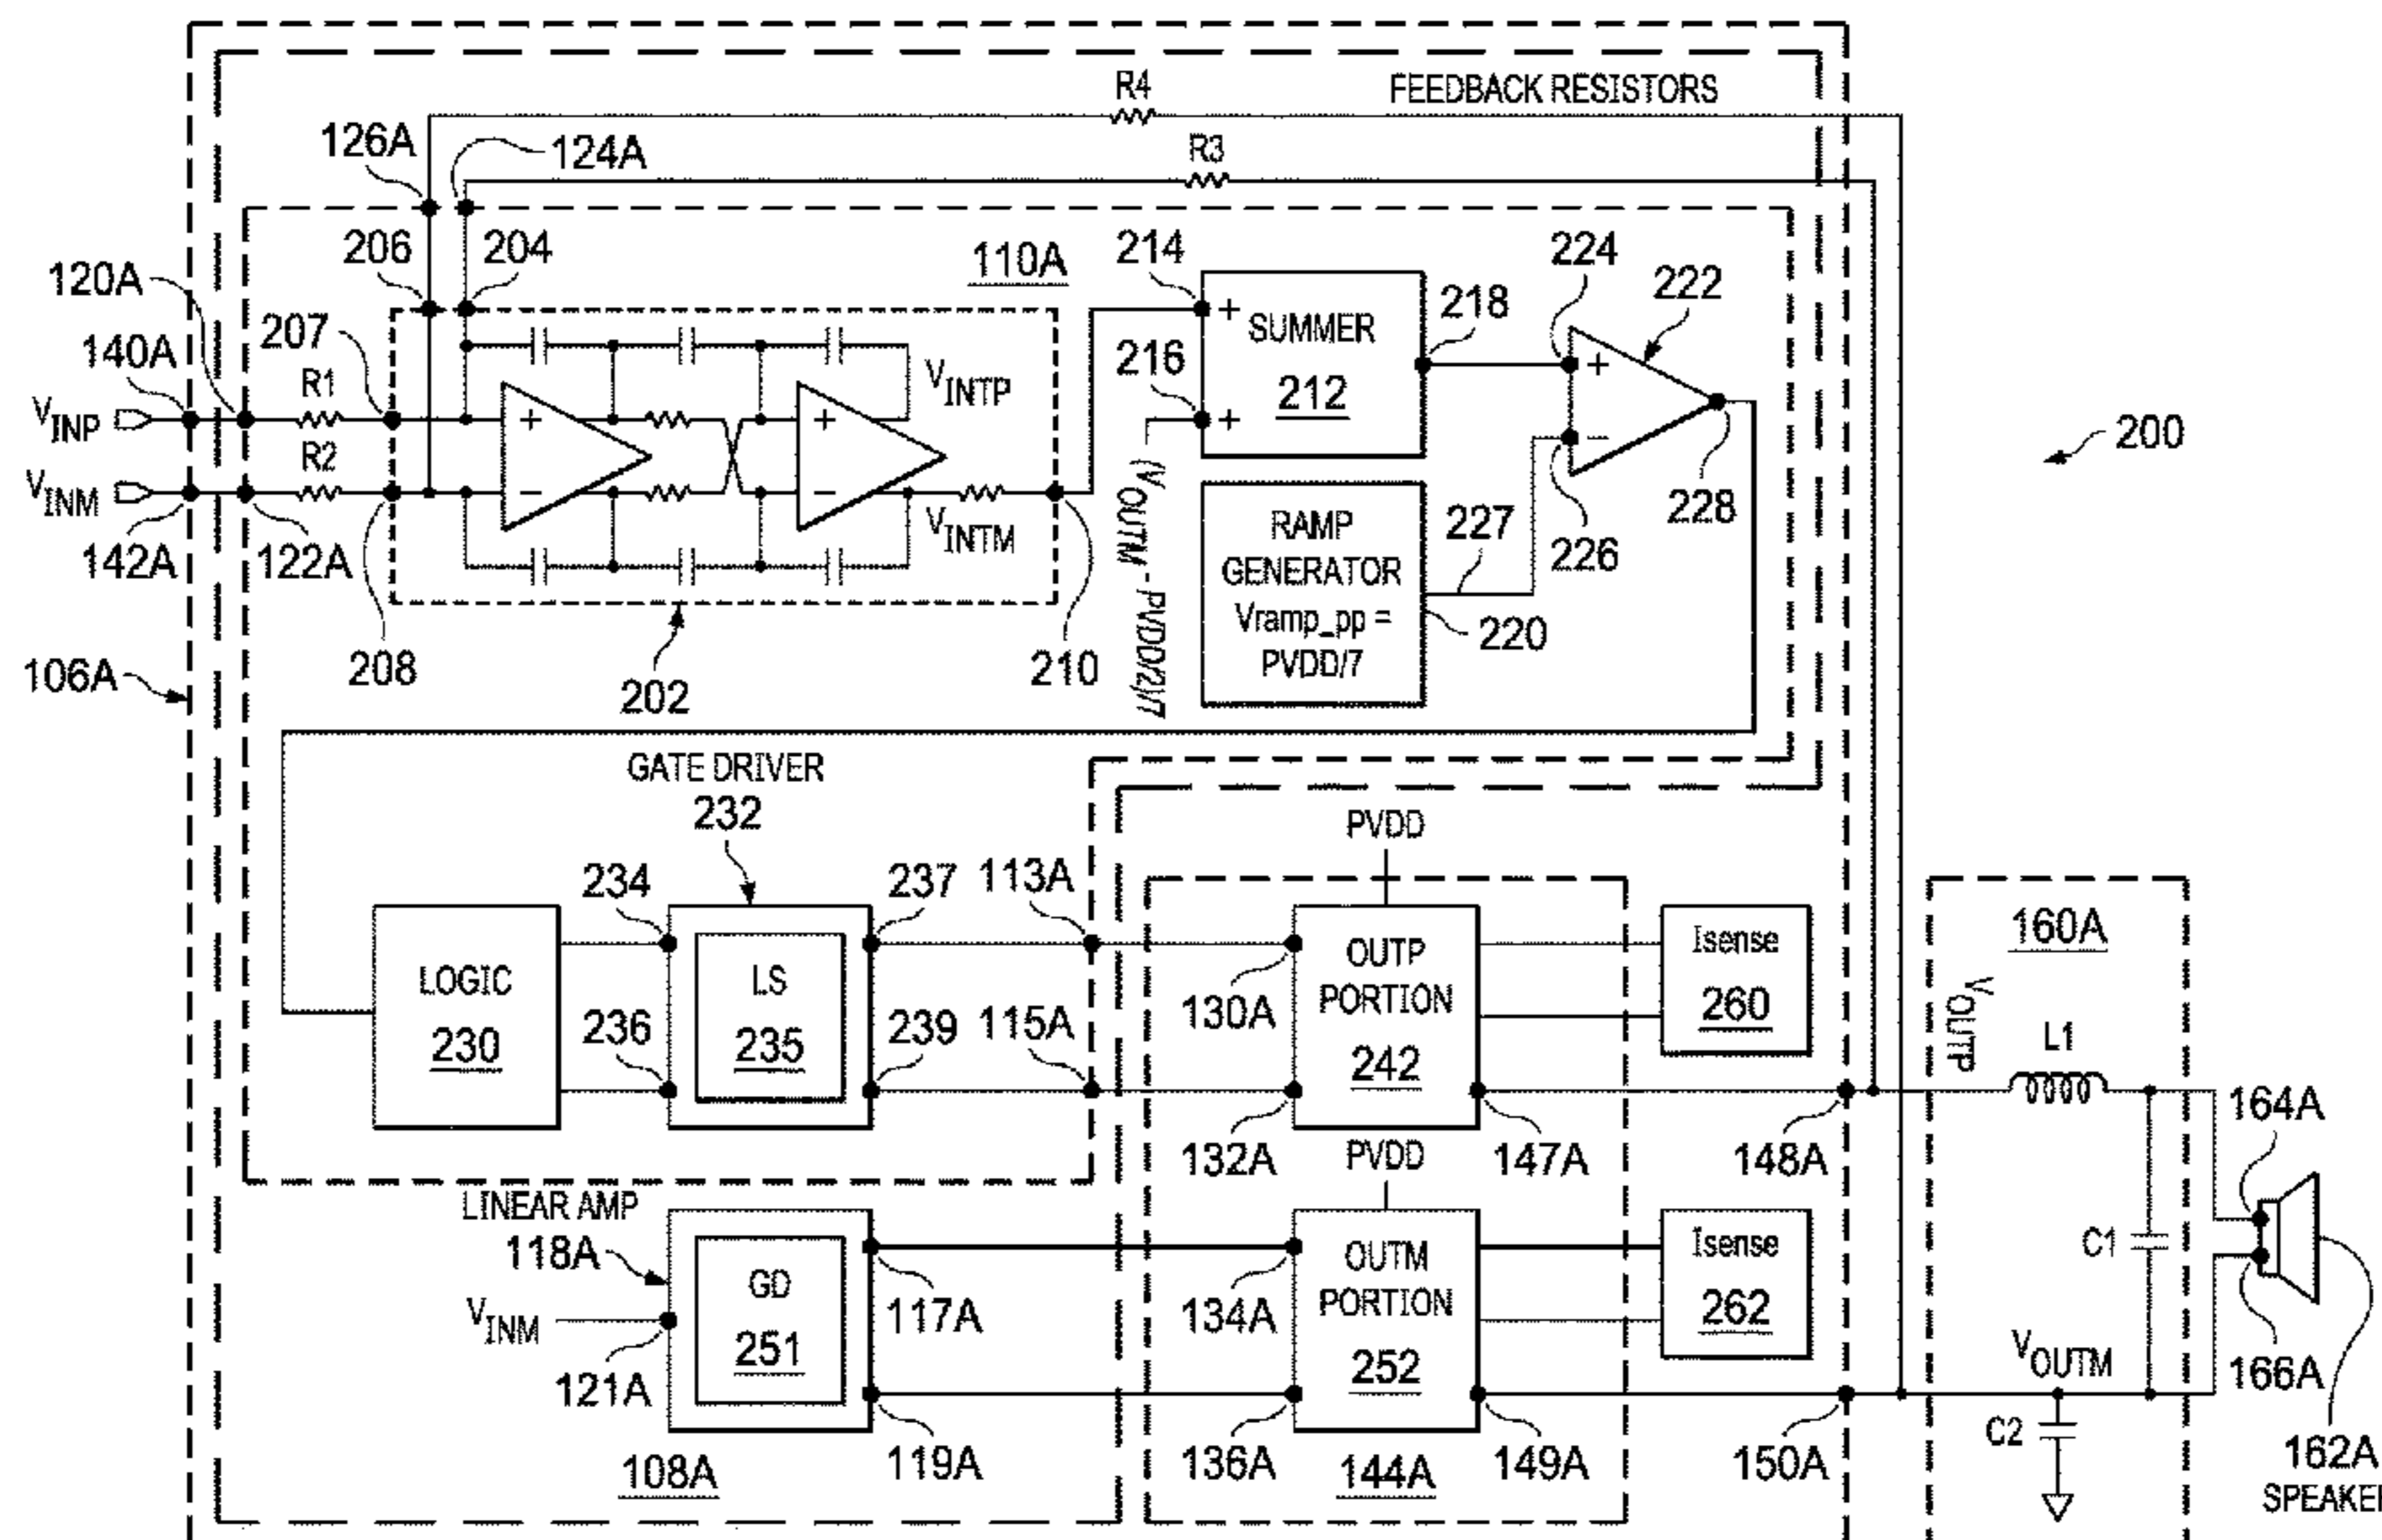 R4
FEEDBACK RESISTORS
126A
124A
R3
206
204
110A
214
224
222
120A
218
207
SUMMER
212
+
+
140A
R1
216
V_INTP
+
+
+
V_INP
R2
200
V_INM
−
−
−
V_INTM
(V_OUTM - PVDD/2)/7
RAMP GENERATOR
Vramp_pp =
PVDD/7
227
226
228
142A
122A
220
106A
208
202
210
GATE DRIVER
232
PVDD
234
237
113A
160A
LOGIC
230
LS
235
OUTP
PORTION
242
Isense
260
V_OUTP
L1
236
239
115A
130A
132A
PVDD
147A
148A
164A
LINEAR AMP
118A
GD
251
OUTM
PORTION
252
Isense
262
C1
V_INM
117A
134A
V_OUTM
166A
121A
C2
108A
119A
136A
144A
149A
150A
162A